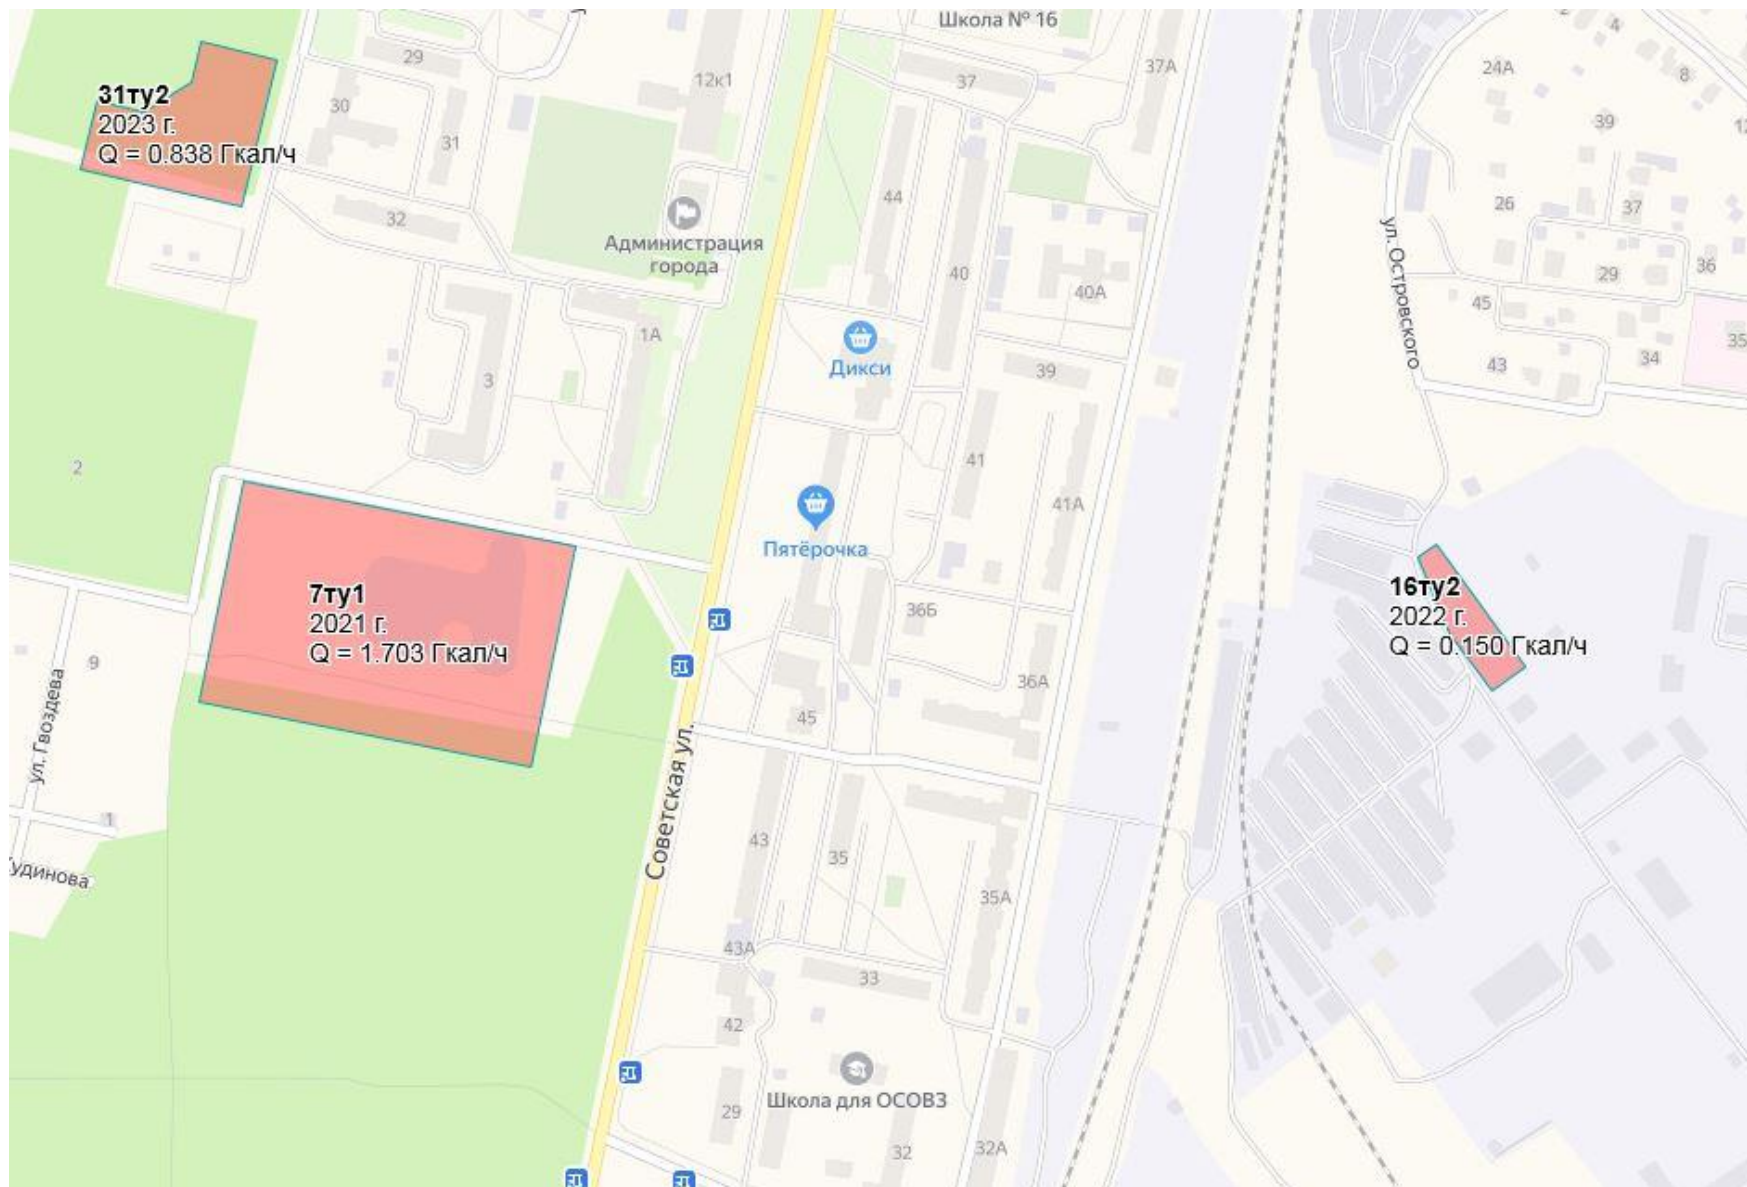 Школа № 16
37А
24А
4
8
29
12к1
37
31ту2
2023 г.
Q = 0.838 Гкал/ч
30
31
40
39
44
26
37
32
Администрация
города
40
40А
ул. Островского
29
36
45
1А
Дикси
39
43
34
35
3
2
41
41А
Пятёрочка
7ту1
2021 г.
Q = 1.703 Гкал/ч
16ту2
2022 г.
Q = 0.150 Гкал/ч
36Б
9
36А
ул. Гвоздева
45
Советская ул.
1
43
35
35А
43А
33
42
Школа для ОСОВЗ
29
32
32А